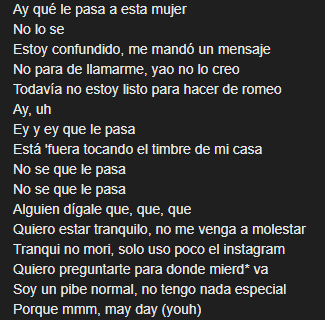 Ay qué le pasa a esta mujer
No lo se
Estoy confundido, me mandó un mensaje
No para de llamarme, yao no lo creo
Todavía no estoy listo para hacer de romeo
Ay, uh
Ey y ey que le pasa
Está 'fuera tocando el timbre de mi casa
No se que le pasa
No se que le pasa
Alguien dígale que, que, que
Quiero estar tranquilo, no me venga a molestar
Tranqui no mori, solo uso poco el instagram
Quiero preguntarte para donde mierd* va
Soy un pibe normal, no tengo nada especial
Porque mmm, may day (youh)